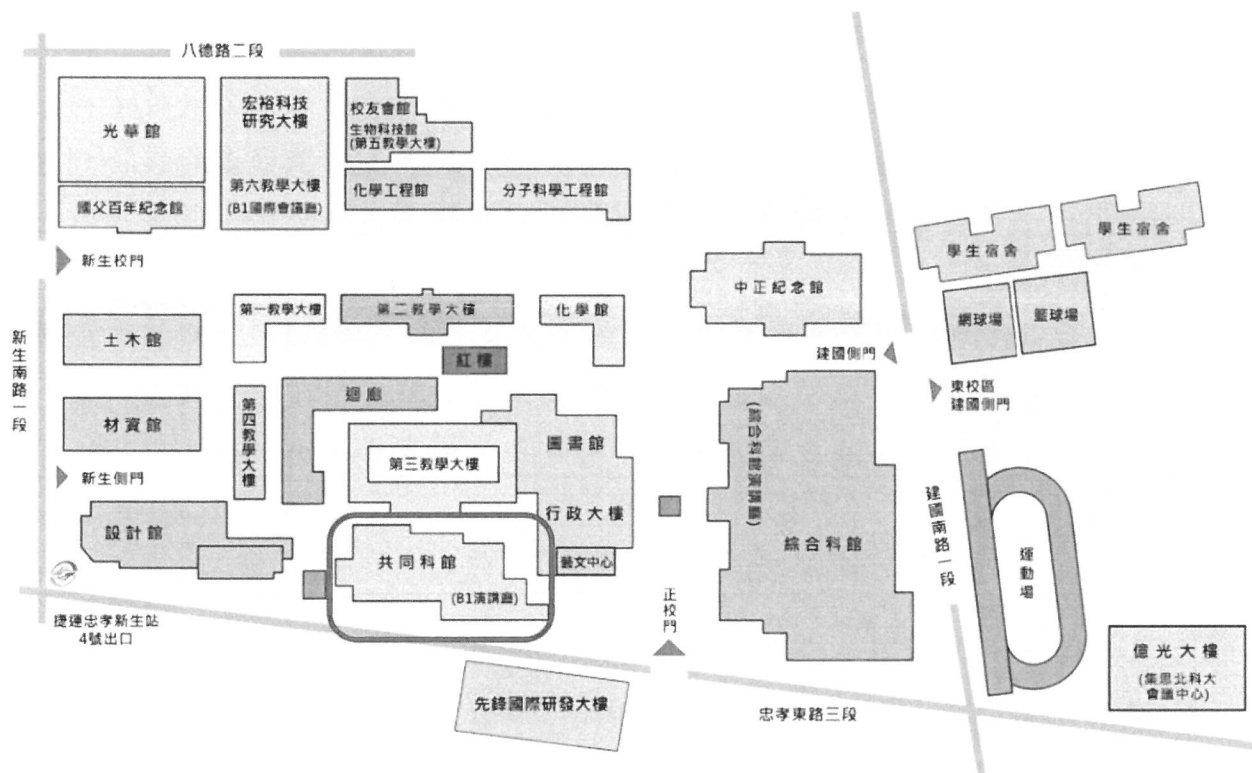 八德路二段
光華館
宏裕科技
研究大樓
第六教學大樓
(B1國際會議廳)
校友會館
生物科技館
(第五教學大樓)
化學工程館
分子科學工程館
國父百年紀念館
新生校門
學生宿舍
學生宿舍
中正紀念館
網球場
籃球場
第一教學大樓
第二教學大樓
化學館
土木館
新生南路一段
紅樓
建國側門
東校區
建國側門
迴廊
材資館
第四教學大樓
圖書館
第三教學大樓
(綜合科館演講廳)
新生側門
設計館
行政大樓
綜合科館
建國南路一段
運動場
共同科館
(B1演講廳)
藝文中心
正校門
捷運忠孝新生站
4號出口
億光大樓
(集思北科大
會議中心)
先鋒國際研發大樓
忠孝東路三段